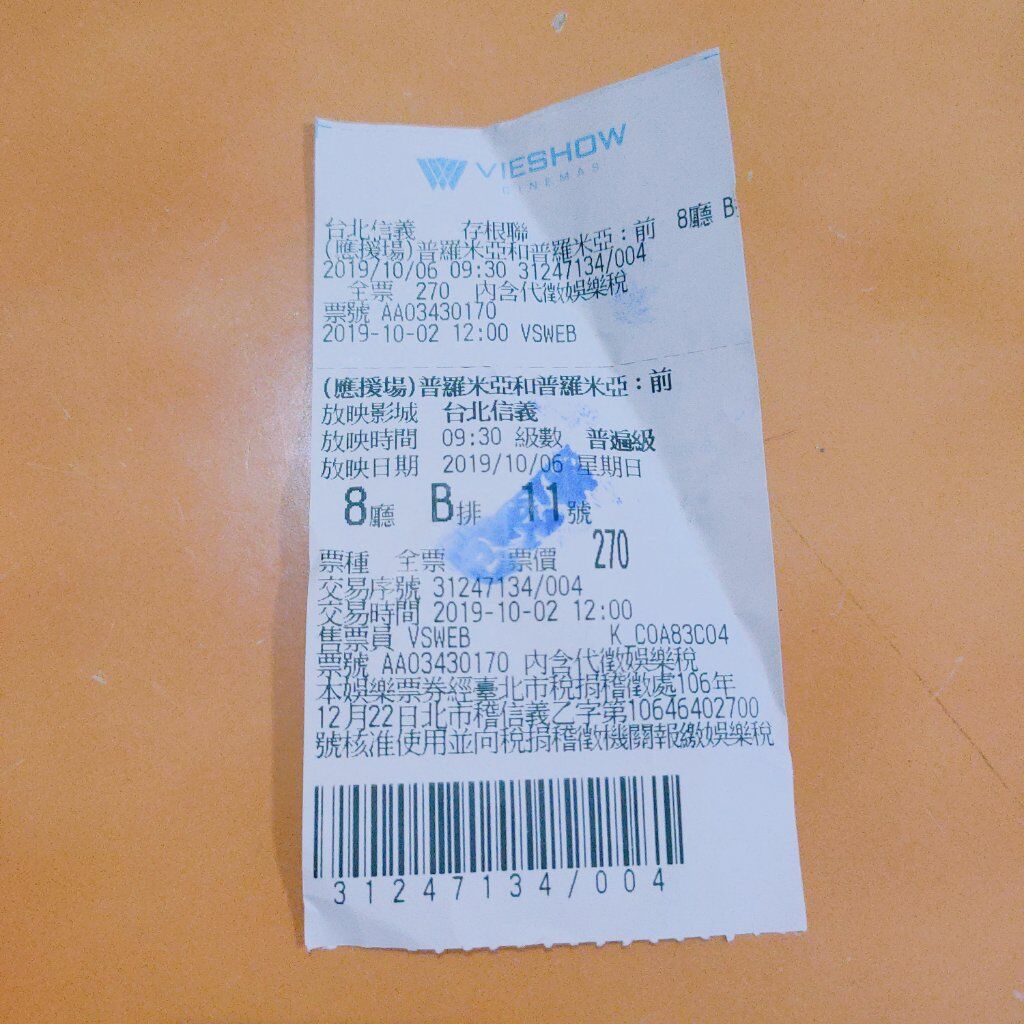 VIESHOW
CINEMAS
台北信義 存根聯 8廳 B
(應援場)普羅米亞和普羅米亞:前
2019/10/06 09:30 31247134/004
全票 270 內含代徵娛樂稅
票號 AA03430170
2019-10-02 12:00 VSWEB
(應援場)普羅米亞和普羅米亞:前
放映影城 台北信義
放映時間 09:30 級數 普遍級
放映日期 2019/10/06 星期日
8廳 B排 11號
票種 全票 票價 270
交易序號 31247134/004
交易時間 2019-10-02 12:00
售票員 VSWEB K_C0A83C04
票號 AA03430170 內含代徵娛樂稅
本娛樂票券經臺北市稅捐稽徵處106年
12月22日北市稽信義乙字第10646402700
號核准使用並向稅捐稽徵機關報繳娛樂稅
31247134/004